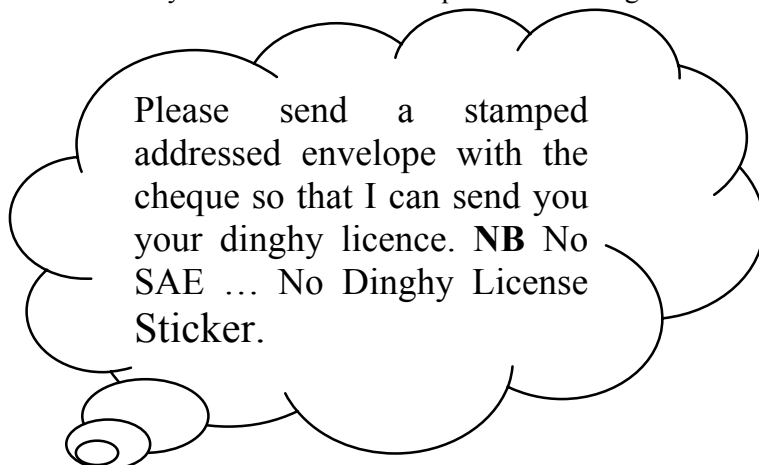 Please send a stamped
addressed envelope with the
cheque so that I can send you
your dinghy licence. NB No
SAE … No Dinghy License
Sticker.